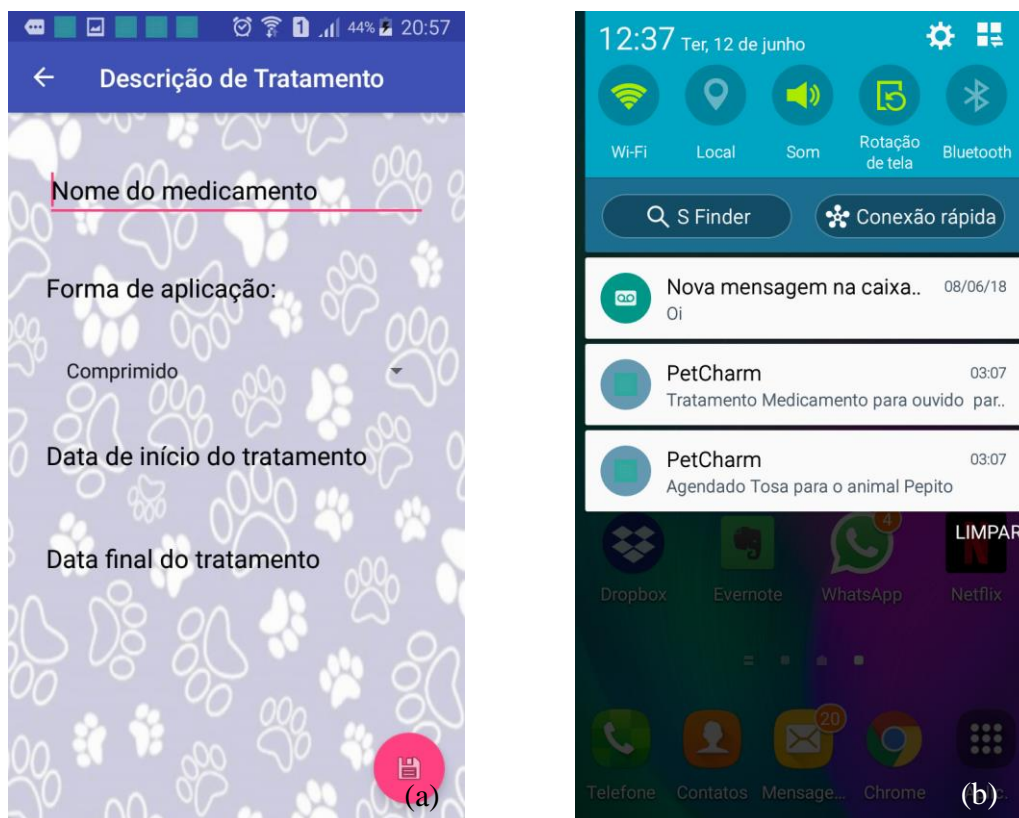 44% 20:57
Descrição de Tratamento
Nome do medicamento
Forma de aplicação:
Comprimido
Data de início do tratamento
Data final do tratamento
(a)
12:37 Ter, 12 de junho
Wi-Fi
Local
Som
Rotação
de tela
Bluetooth
S Finder
Conexão rápida
Nova mensagem na caixa..
08/06/18
Oi
PetCharm
03:07
Tratamento Medicamento para ouvido par..
PetCharm
03:07
Agendado Tosa para o animal Pepito
LIMPAR
4
Dropbox
Evernote
WhatsApp
Netflix
20
Telefone
Contatos
Mensage...
Chrome
(b)